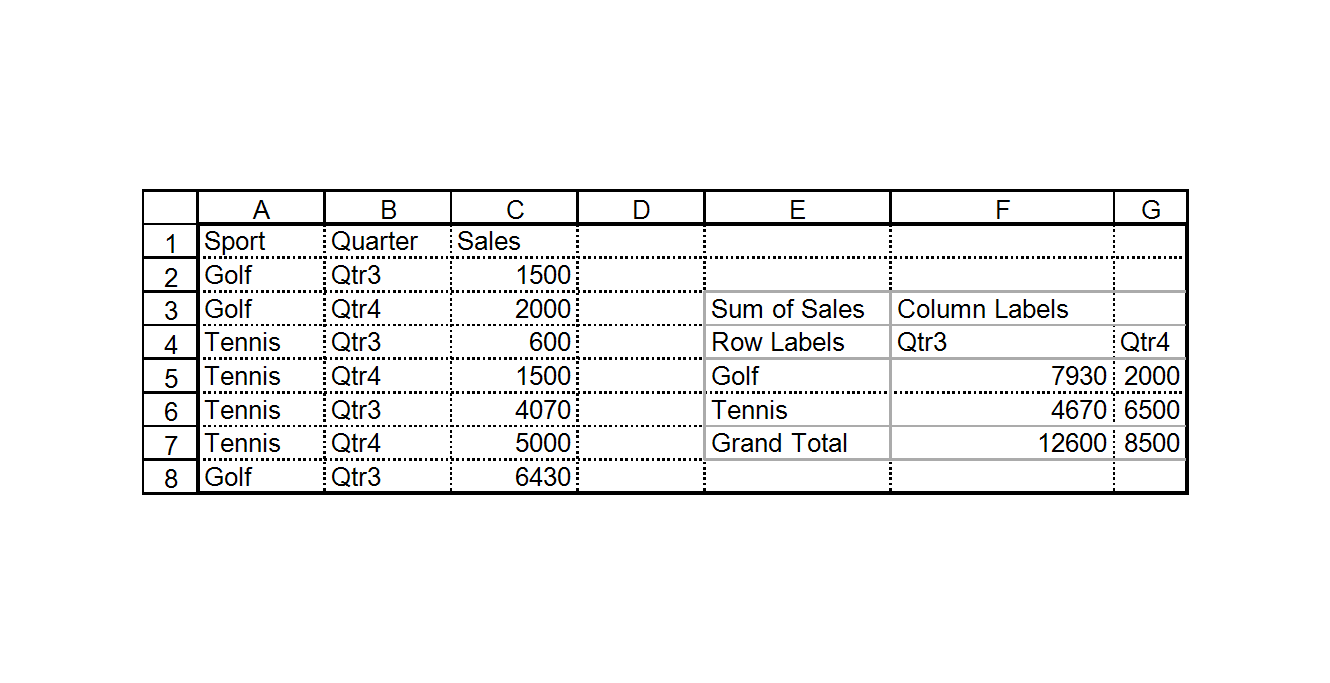 A B C D E F G
1 Sport Quarter Sales
2 Golf Qtr3 1500
3 Golf Qtr4 2000 Sum of Sales Column Labels
4 Tennis Qtr3 600 Row Labels Qtr3 Qtr4
5 Tennis Qtr4 1500 Golf 7930 2000
6 Tennis Qtr3 4070 Tennis 4670 6500
7 Tennis Qtr4 5000 Grand Total 12600 8500
8 Golf Qtr3 6430